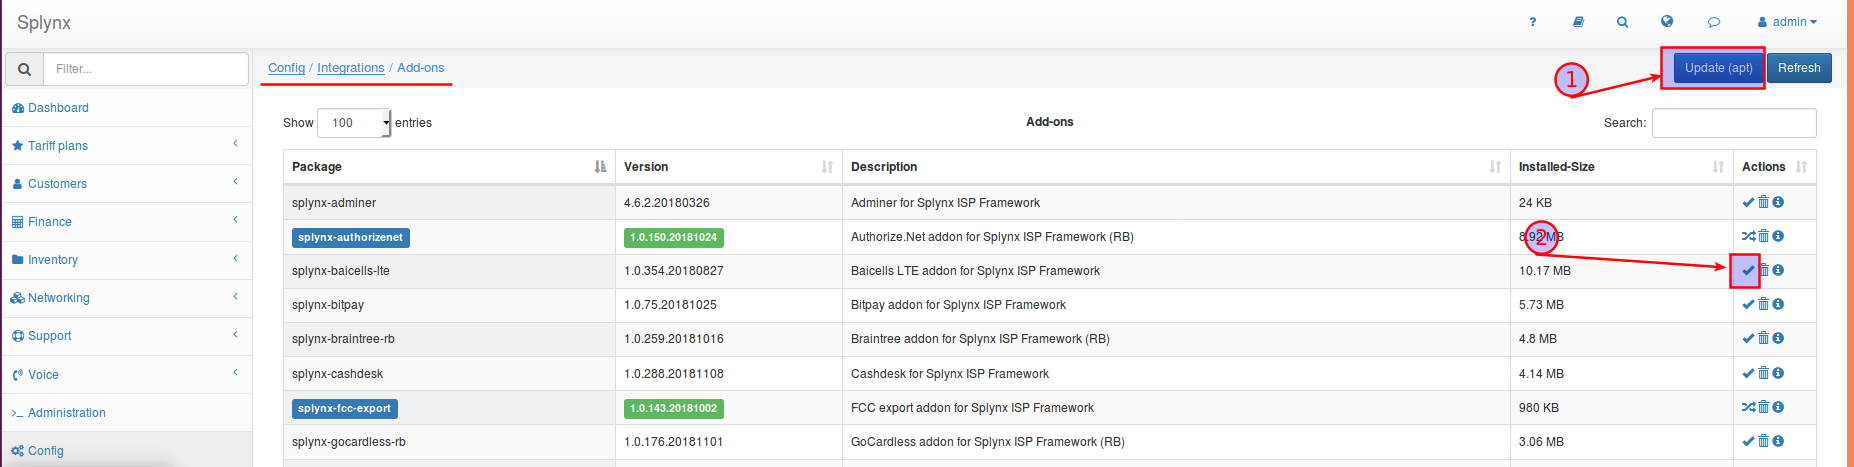 Splynx
? admin
Filter...
Config / Integrations / Add-ons
1
Update (apt) Refresh
Dashboard
Tariff plans
Customers
Finance
Inventory
Networking
Support
Voice
Administration
Config
Show 100 entries
Add-ons
Search:
Package Version Description Installed-Size Actions
splynx-adminer 4.6.2.20180326 Adminer for Splynx ISP Framework 24 KB
splynx-authorizenet 1.0.150.20181024 Authorize.Net addon for Splynx ISP Framework (RB) 8.92 MB
2
splynx-baicells-lte 1.0.354.20180827 Baicells LTE addon for Splynx ISP Framework 10.17 MB
splynx-bitpay 1.0.75.20181025 Bitpay addon for Splynx ISP Framework 5.73 MB
splynx-braintree-rb 1.0.259.20181016 Braintree addon for Splynx ISP Framework (RB) 4.8 MB
splynx-cashdesk 1.0.288.20181108 Cashdesk for Splynx ISP Framework 4.14 MB
splynx-fcc-export 1.0.143.20181002 FCC export addon for Splynx ISP Framework 980 KB
splynx-gocardless-rb 1.0.176.20181101 GoCardless addon for Splynx ISP Framework (RB) 3.06 MB